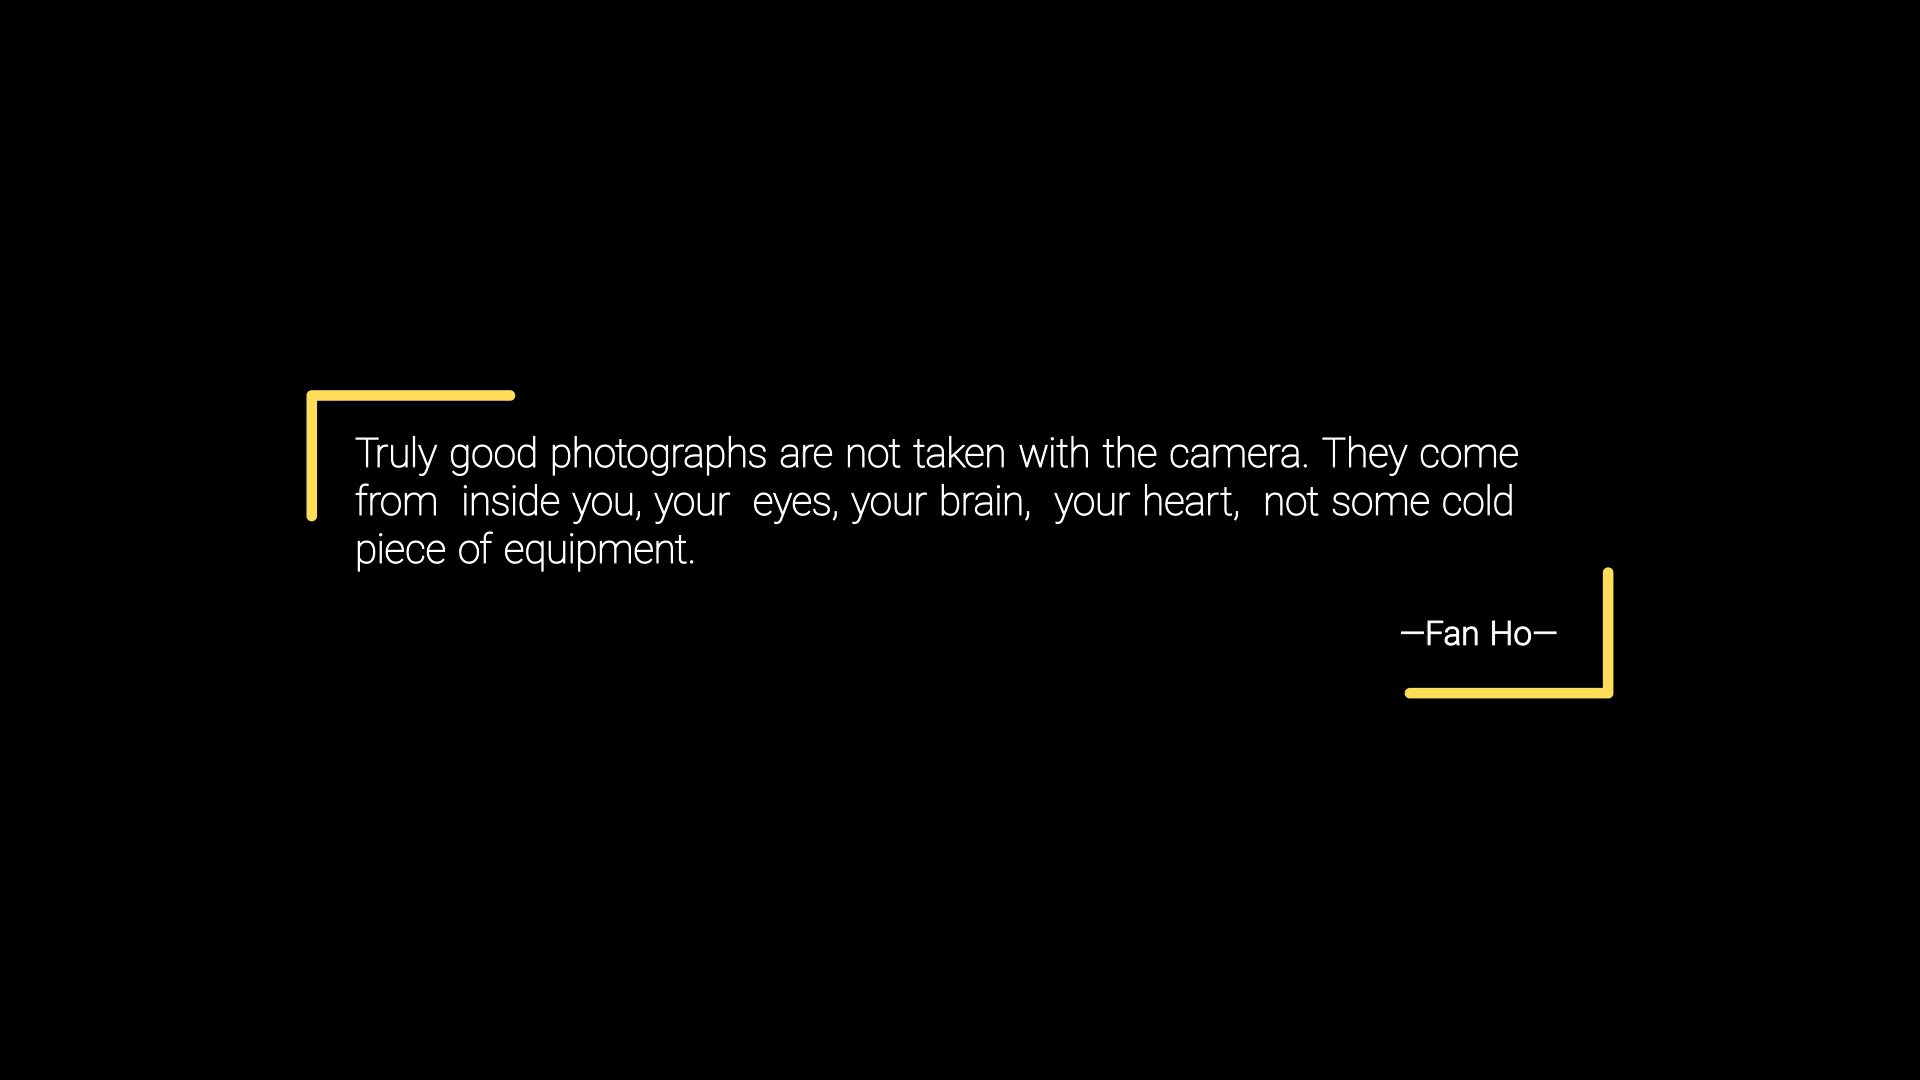 Truly good photographs are not taken with the camera. They come
from  inside you, your  eyes, your brain,  your heart,  not some cold
piece of equipment.
—Fan Ho—